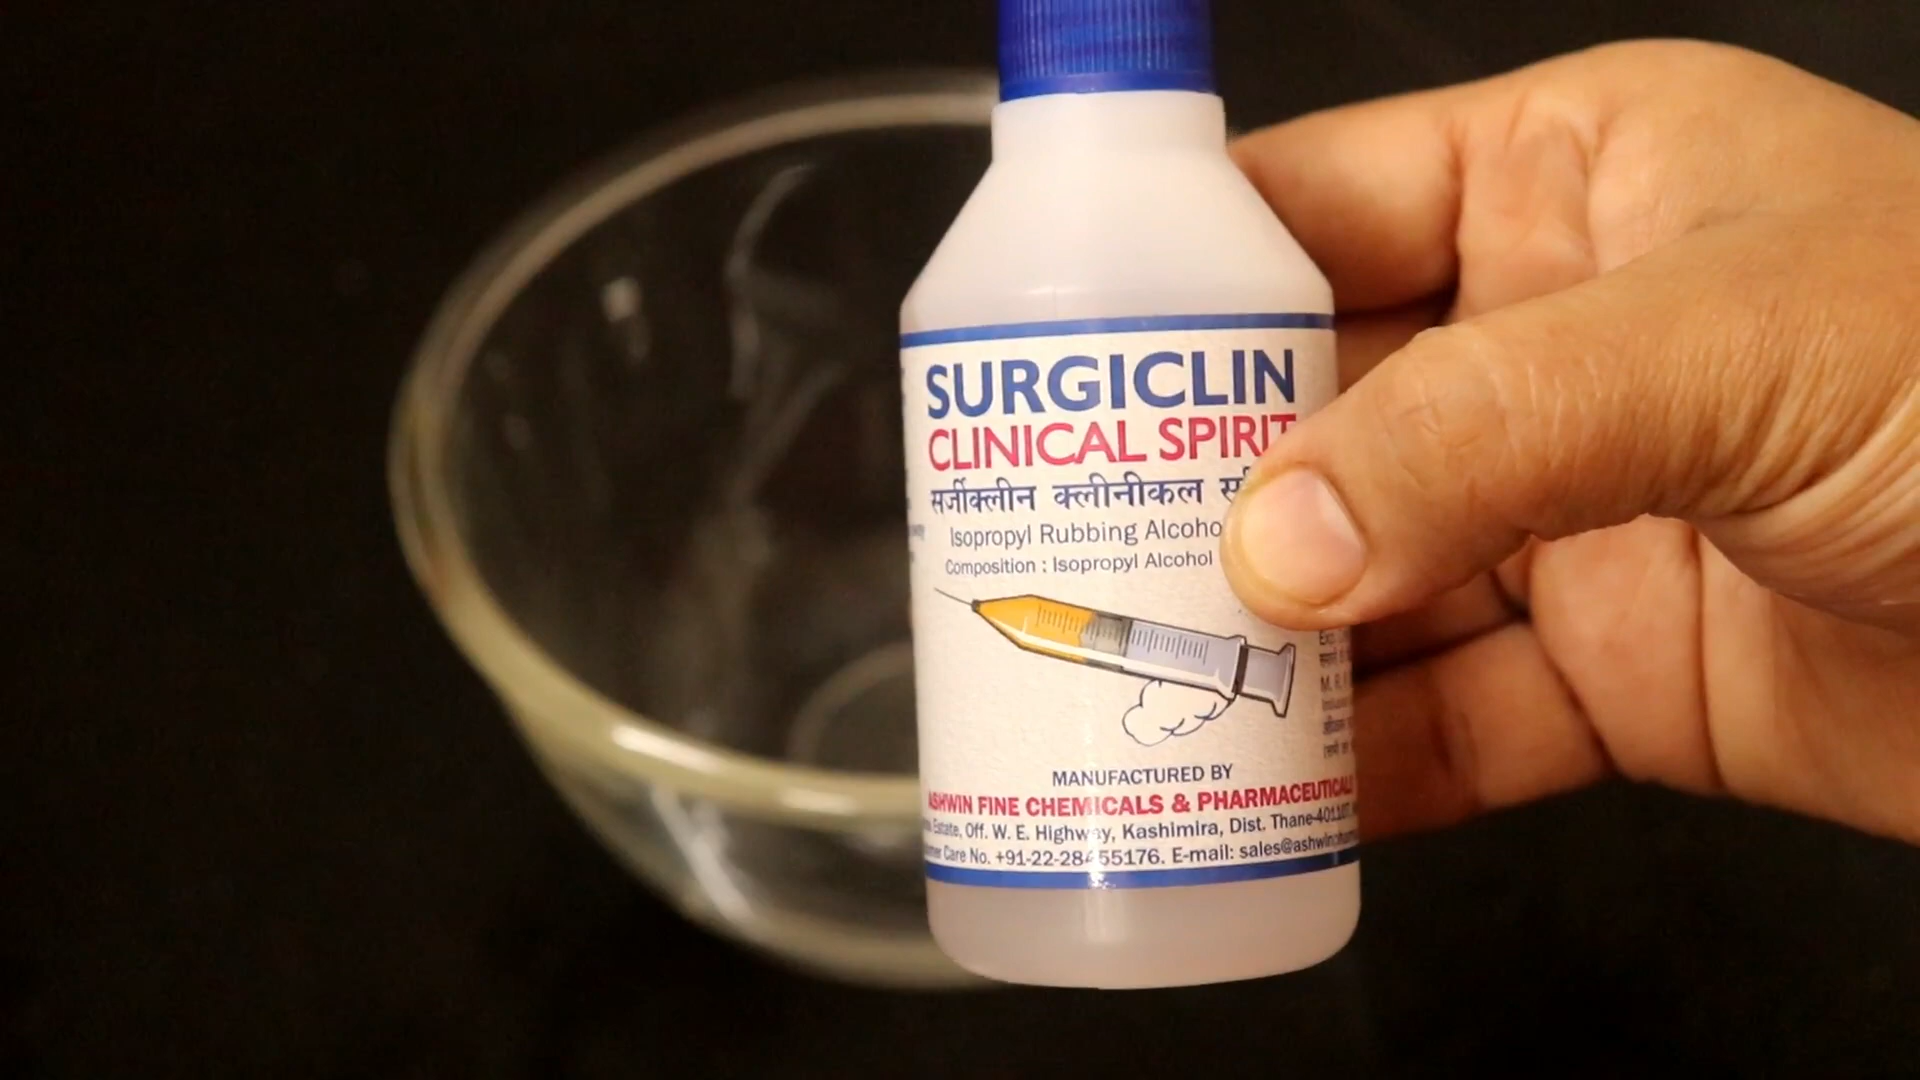 SURGICLIN
CLINICAL SPIRIT
सर्जीक्लीन क्लीनीकल
Isopropyl Rubbing Alcoho
Composition : Isopropyl Alcohol
M. R.
MANUFACTURED BY
ASHWIN FINE CHEMICALS & PHARMACEUTICALS
Estate, Off. W. E. Highway, Kashimira, Dist. Thane-401107,
Care No. +91-22-28455176. E-mail: sales@ashwin